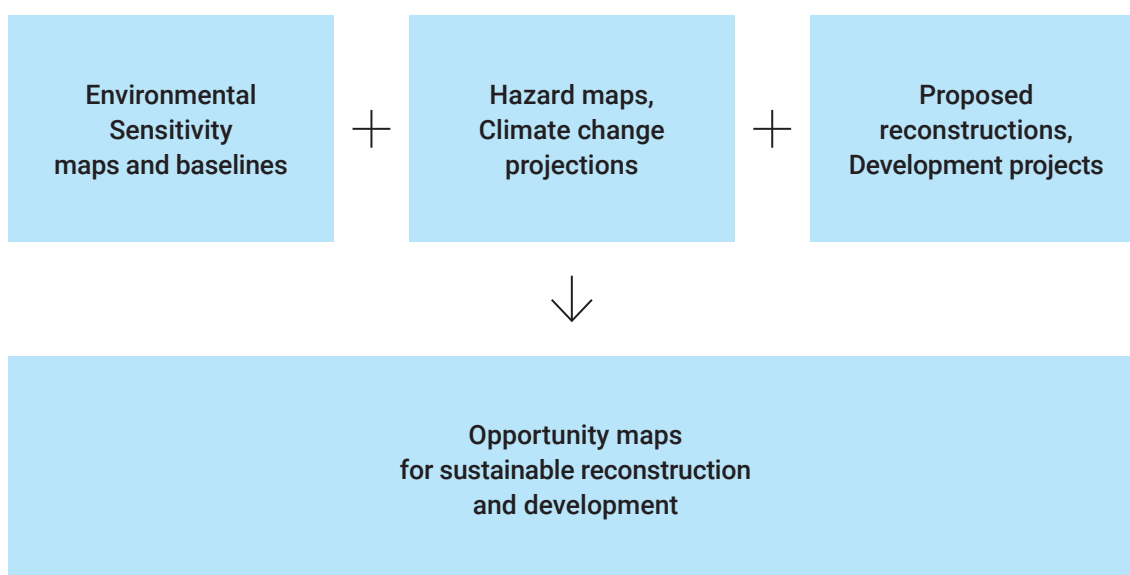 Environmental
Sensitivity
maps and baselines
+
Hazard maps,
Climate change
projections
+
Proposed
reconstructions,
Development projects
Opportunity maps
for sustainable reconstruction
and development